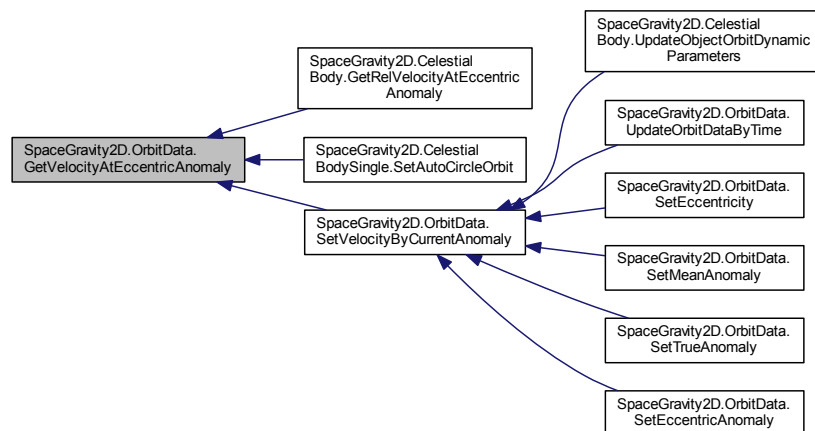 SpaceGravity2D.OrbitData.
GetVelocityAtEccentricAnomaly
SpaceGravity2D.Celestial
Body.GetRelVelocityAtEccentric
Anomaly
SpaceGravity2D.Celestial
BodySingle.SetAutoCircleOrbit
SpaceGravity2D.OrbitData.
SetVelocityByCurrentAnomaly
SpaceGravity2D.Celestial
Body.UpdateObjectOrbitDynamic
Parameters
SpaceGravity2D.OrbitData.
UpdateOrbitDataByTime
SpaceGravity2D.OrbitData.
SetEccentricity
SpaceGravity2D.OrbitData.
SetMeanAnomaly
SpaceGravity2D.OrbitData.
SetTrueAnomaly
SpaceGravity2D.OrbitData.
SetEccentricAnomaly